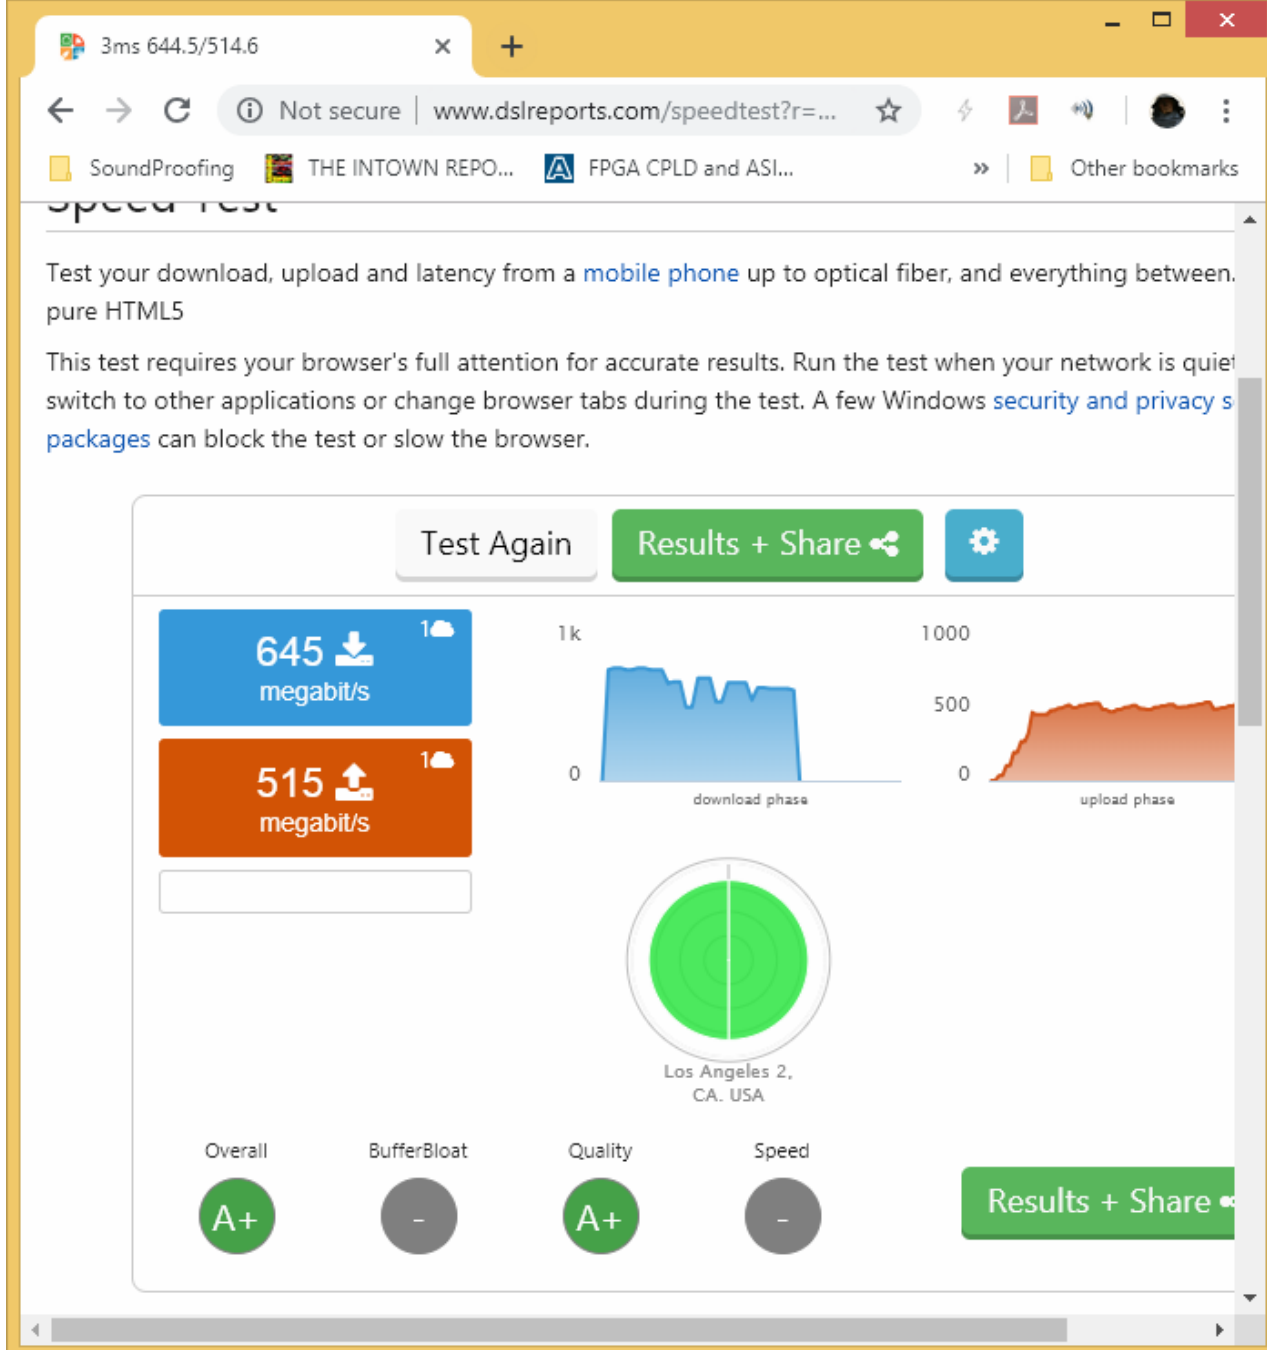 3ms 644.5/514.6
Not secure
www.dslreports.com/speedtest?r=...
SoundProofing
THE INTOWN REPO...
FPGA CPLD and ASI...
»
Other bookmarks
Speed Test
Test your download, upload and latency from a mobile phone up to optical fiber, and everything between.
pure HTML5
This test requires your browser's full attention for accurate results. Run the test when your network is quiet
switch to other applications or change browser tabs during the test. A few Windows security and privacy s
packages can block the test or slow the browser.
Test Again
Results + Share
645
1
megabit/s
515
1
megabit/s
1k
0
download phase
1000
500
0
upload phase
Los Angeles 2,
CA. USA
Overall
BufferBloat
Quality
Speed
A+
-
A+
-
Results + Share